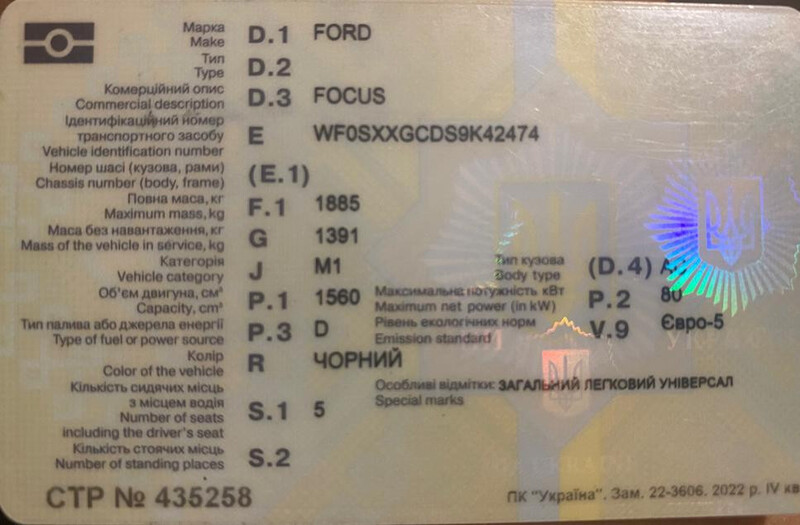 Марка
Make D.1 FORD
Тип
Type D.2
Комерційний опис
Commercial description D.3 FOCUS
Ідентифікаційний номер
транспортного засобу E WF0SXXGCDS9K42474
Vehicle identification number
Номер шасі (кузова, рами)
Chassis number (body, frame) (E.1)
Повна маса, кг
Maximum mass, kg F.1 1885
Маса без навантаження, кг
Mass of the vehicle in service, kg G 1391
Категорія Тип кузова
Vehicle category J M1 Body type (D.4)
Об'єм двигуна, см³ Максимальна потужність кВт
Capacity, cm³ P.1 1560 Maximum net power (in kW) P.2 80
Тип палива або джерела енергії Рівень екологічних норм
Type of fuel or power source P.3 D Emission standard V.9 Євро-5
Колір
Color of the vehicle R ЧОРНИЙ
Кількість сидячих місць Особливі відмітки: ЗАГАЛЬНИЙ ЛЕГКОВИЙ УНІВЕРСАЛ
з місцем водія Special marks
Number of seats S.1 5
including the driver's seat
Кількість стоячих місць
Number of standing places S.2
СТР № 435258
ПК "Україна". Зам. 22-3606. 2022 р. IV кв